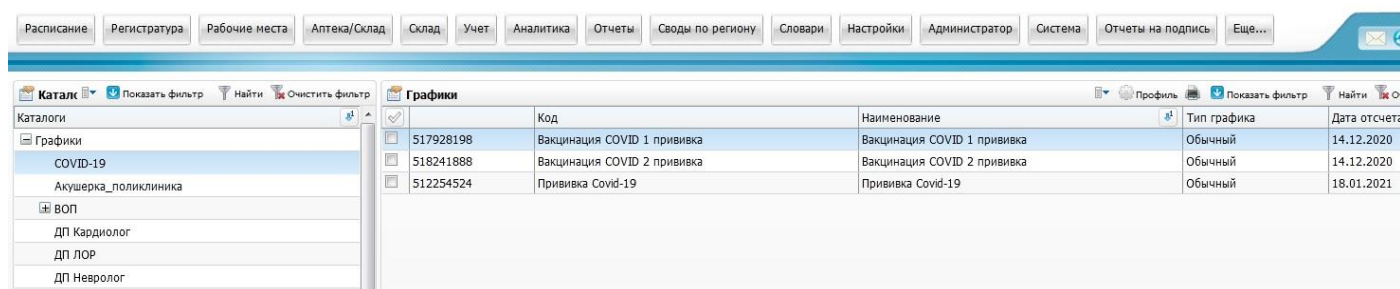 Расписание Регистратура Рабочие места Аптека/Склад Склад Учет Аналитика Отчеты Своды по региону Словари Настройки Администратор Система Отчеты на подпись Еще...
Каталс Показать фильтр Найти Очистить фильтр
Каталоги
Графики
COVID-19
Акушерка_поликлиника
ВОП
ДП Кардиолог
ДП ЛОР
ДП Невролог
Графики Профиль Показать фильтр Найти О
Код Наименование Тип графика Дата отсчета
517928198 Вакцинация COVID 1 прививка Вакцинация COVID 1 прививка Обычный 14.12.2020
518241888 Вакцинация COVID 2 прививка Вакцинация COVID 2 прививка Обычный 14.12.2020
512254524 Прививка Covid-19 Прививка Covid-19 Обычный 18.01.2021